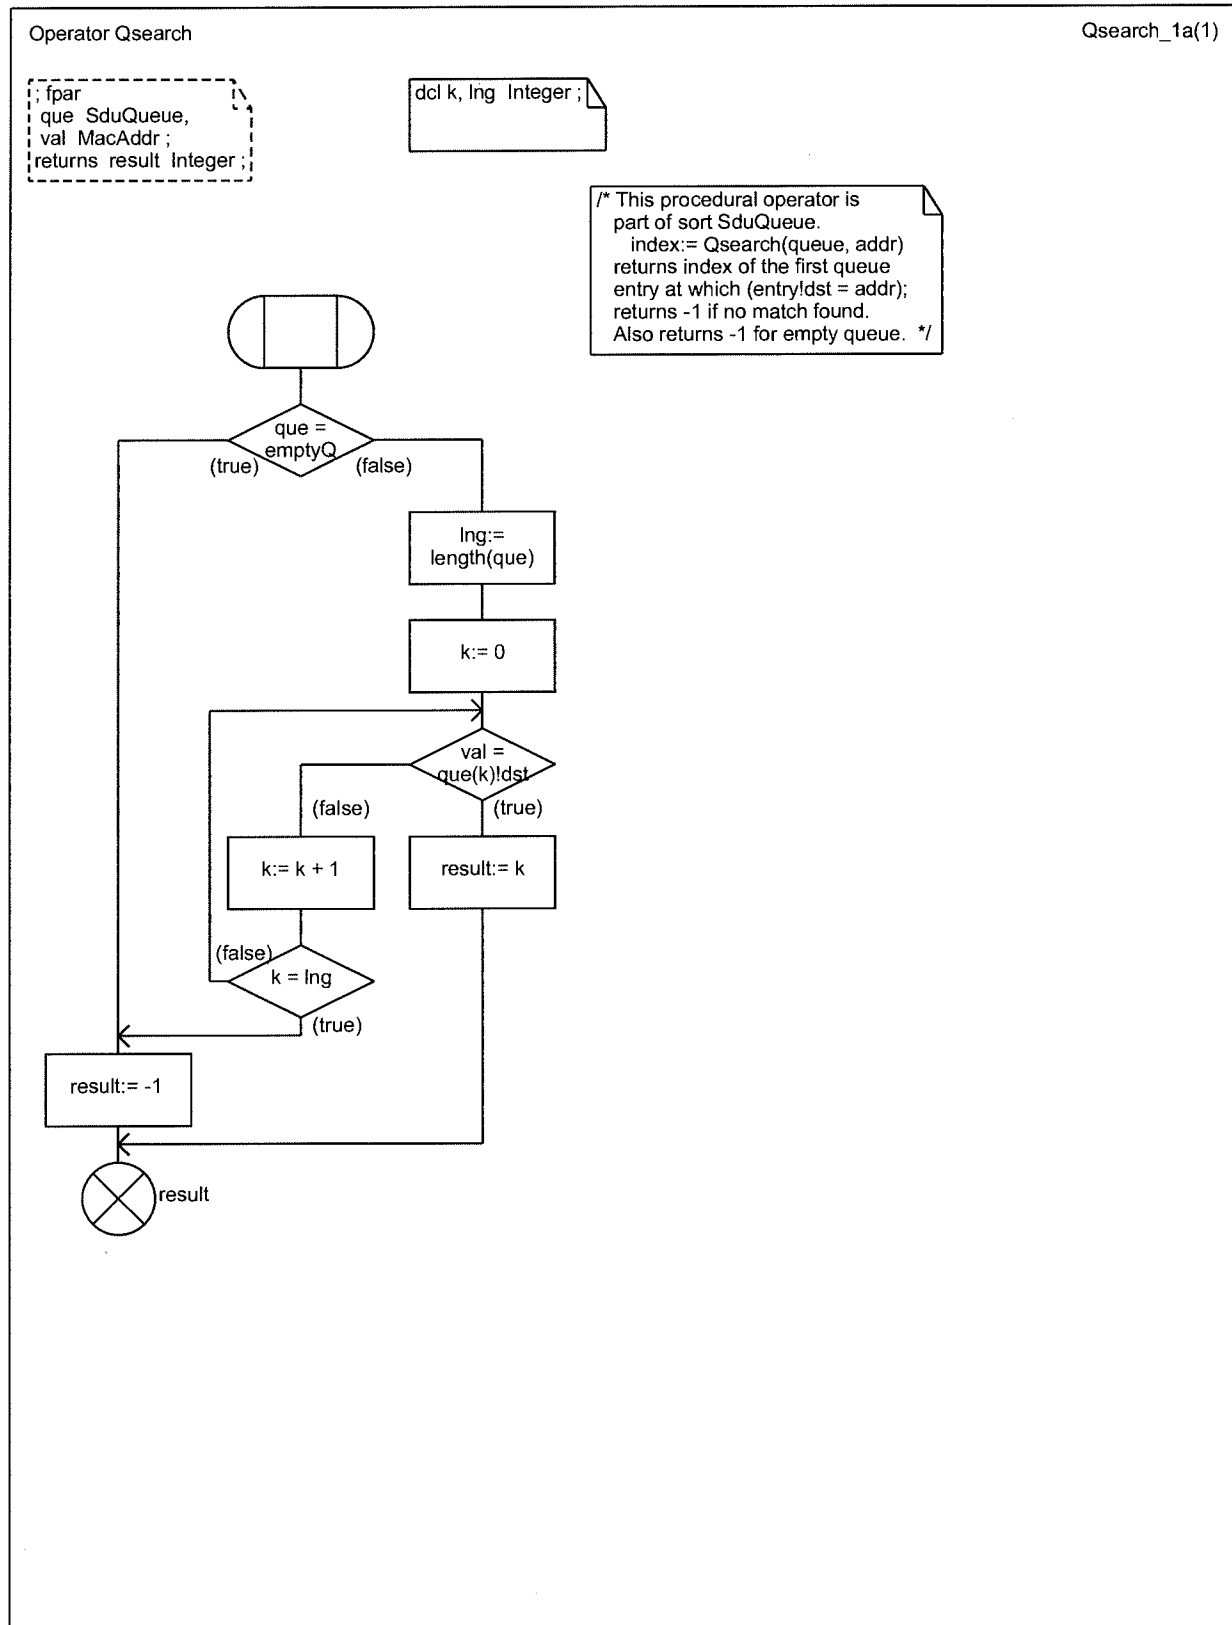 Operator Qsearch
Qsearch_1a(1)
; fpar
que SduQueue,
val MacAddr ;
returns result Integer ;
dcl k, lng Integer ;
/* This procedural operator is
part of sort SduQueue.
index:= Qsearch(queue, addr)
returns index of the first queue
entry at which (entry!dst = addr);
returns -1 if no match found.
Also returns -1 for empty queue. */
que =
emptyQ
(true)
(false)
lng:=
length(que)
k:= 0
val =
que(k)!dst
(false)
(true)
k:= k + 1
result:= k
(false)
k = lng
(true)
result:= -1
result